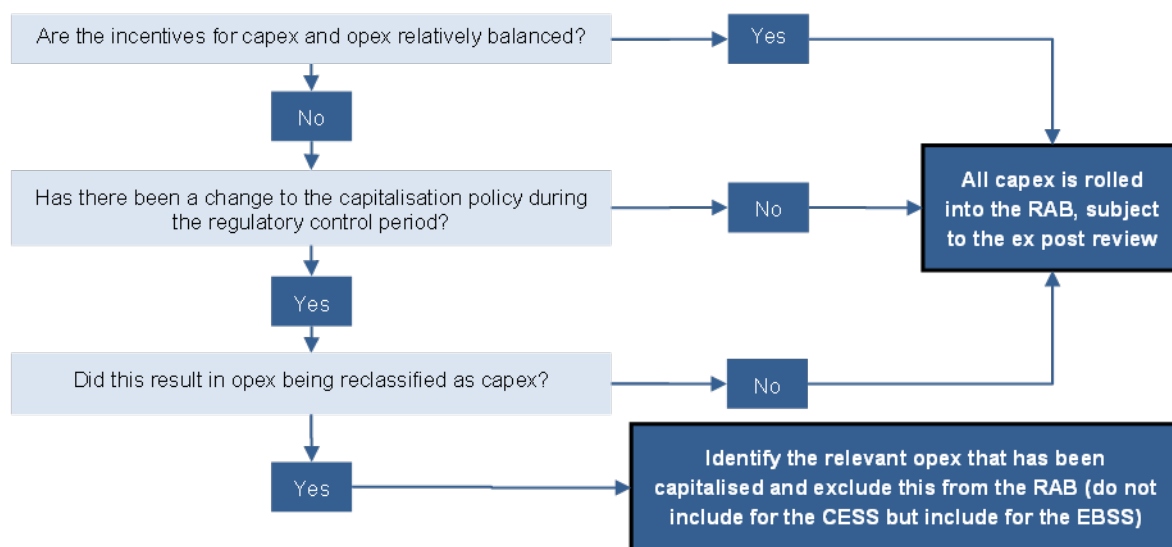 Are the incentives for capex and opex relatively balanced?
Yes
No
Has there been a change to the capitalisation policy during
the regulatory control period?
No
All capex is rolled
into the RAB, subject
to the ex post review
Yes
Did this result in opex being reclassified as capex?
No
Yes
Identify the relevant opex that has been
capitalised and exclude this from the RAB (do not
include for the CESS but include for the EBSS)